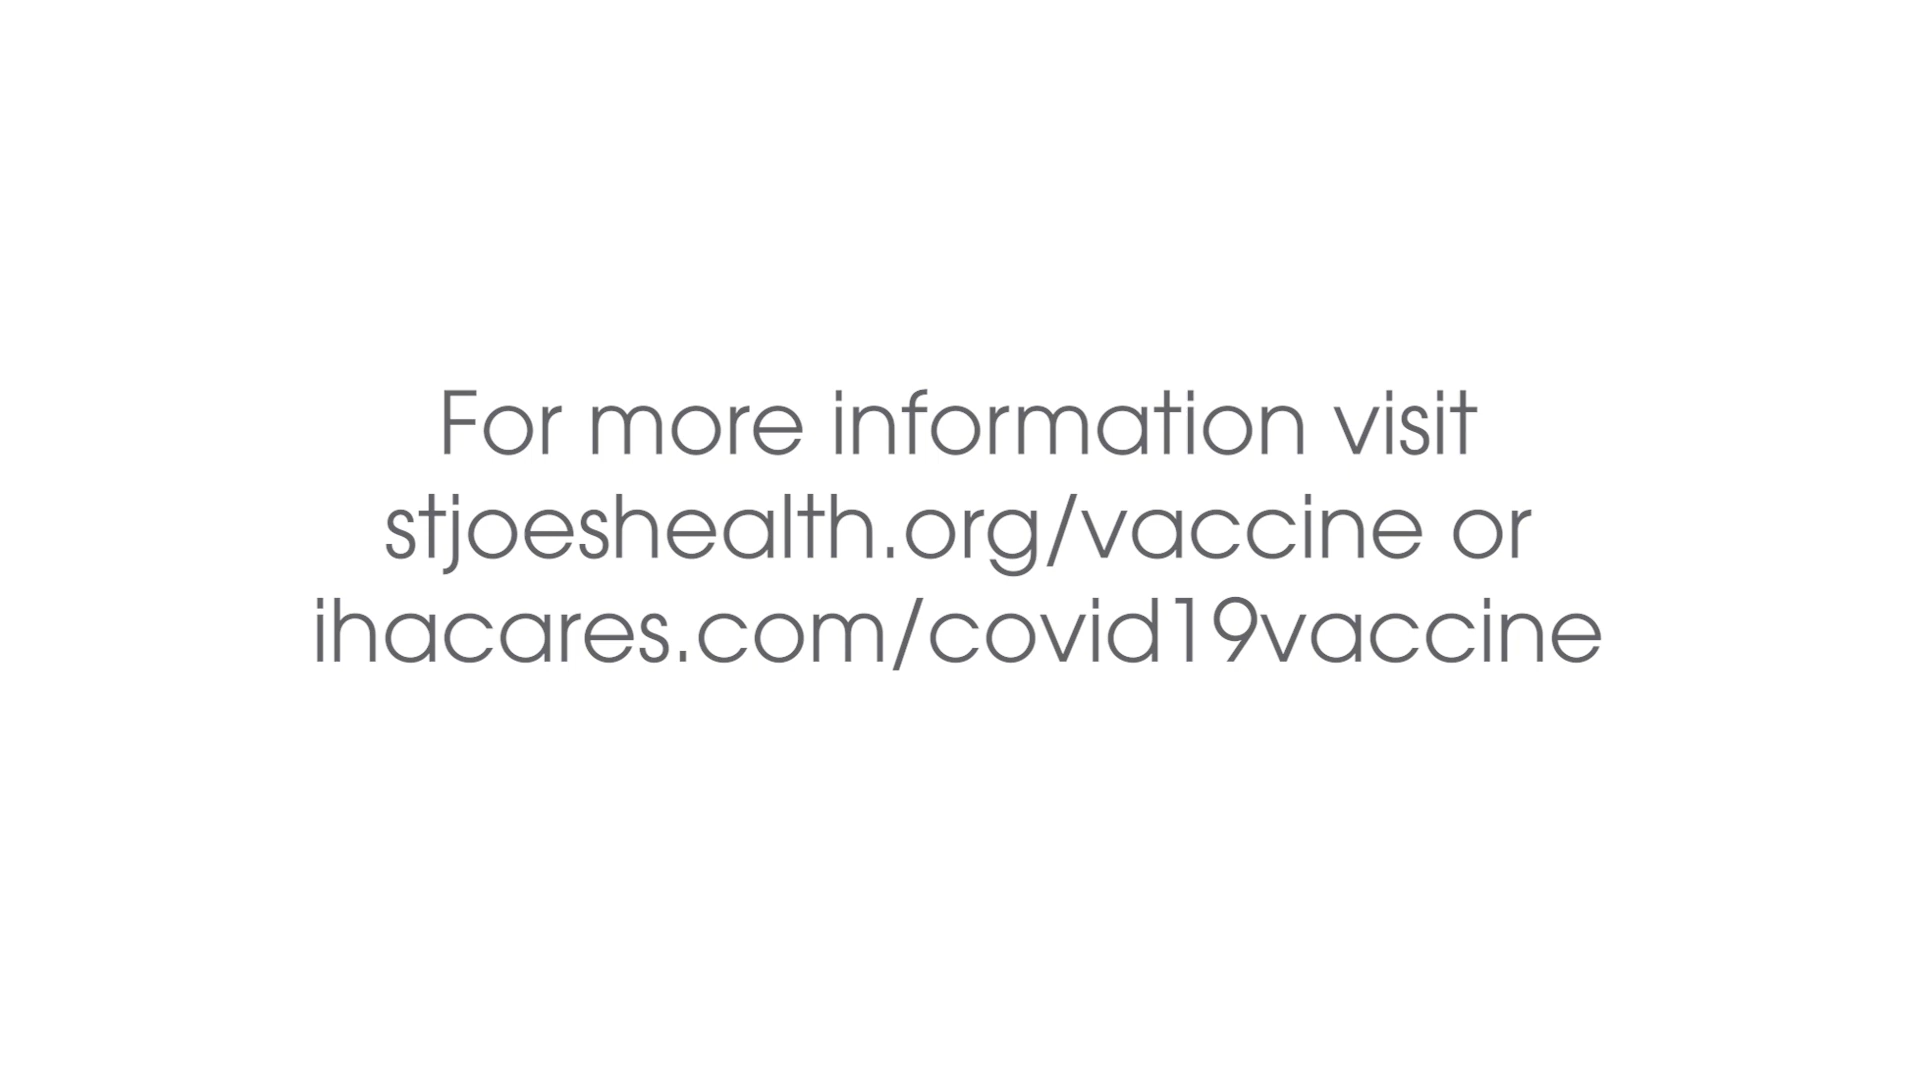 For more information visit
stjoeshealth.org/vaccine or
ihacares.com/covid19vaccine